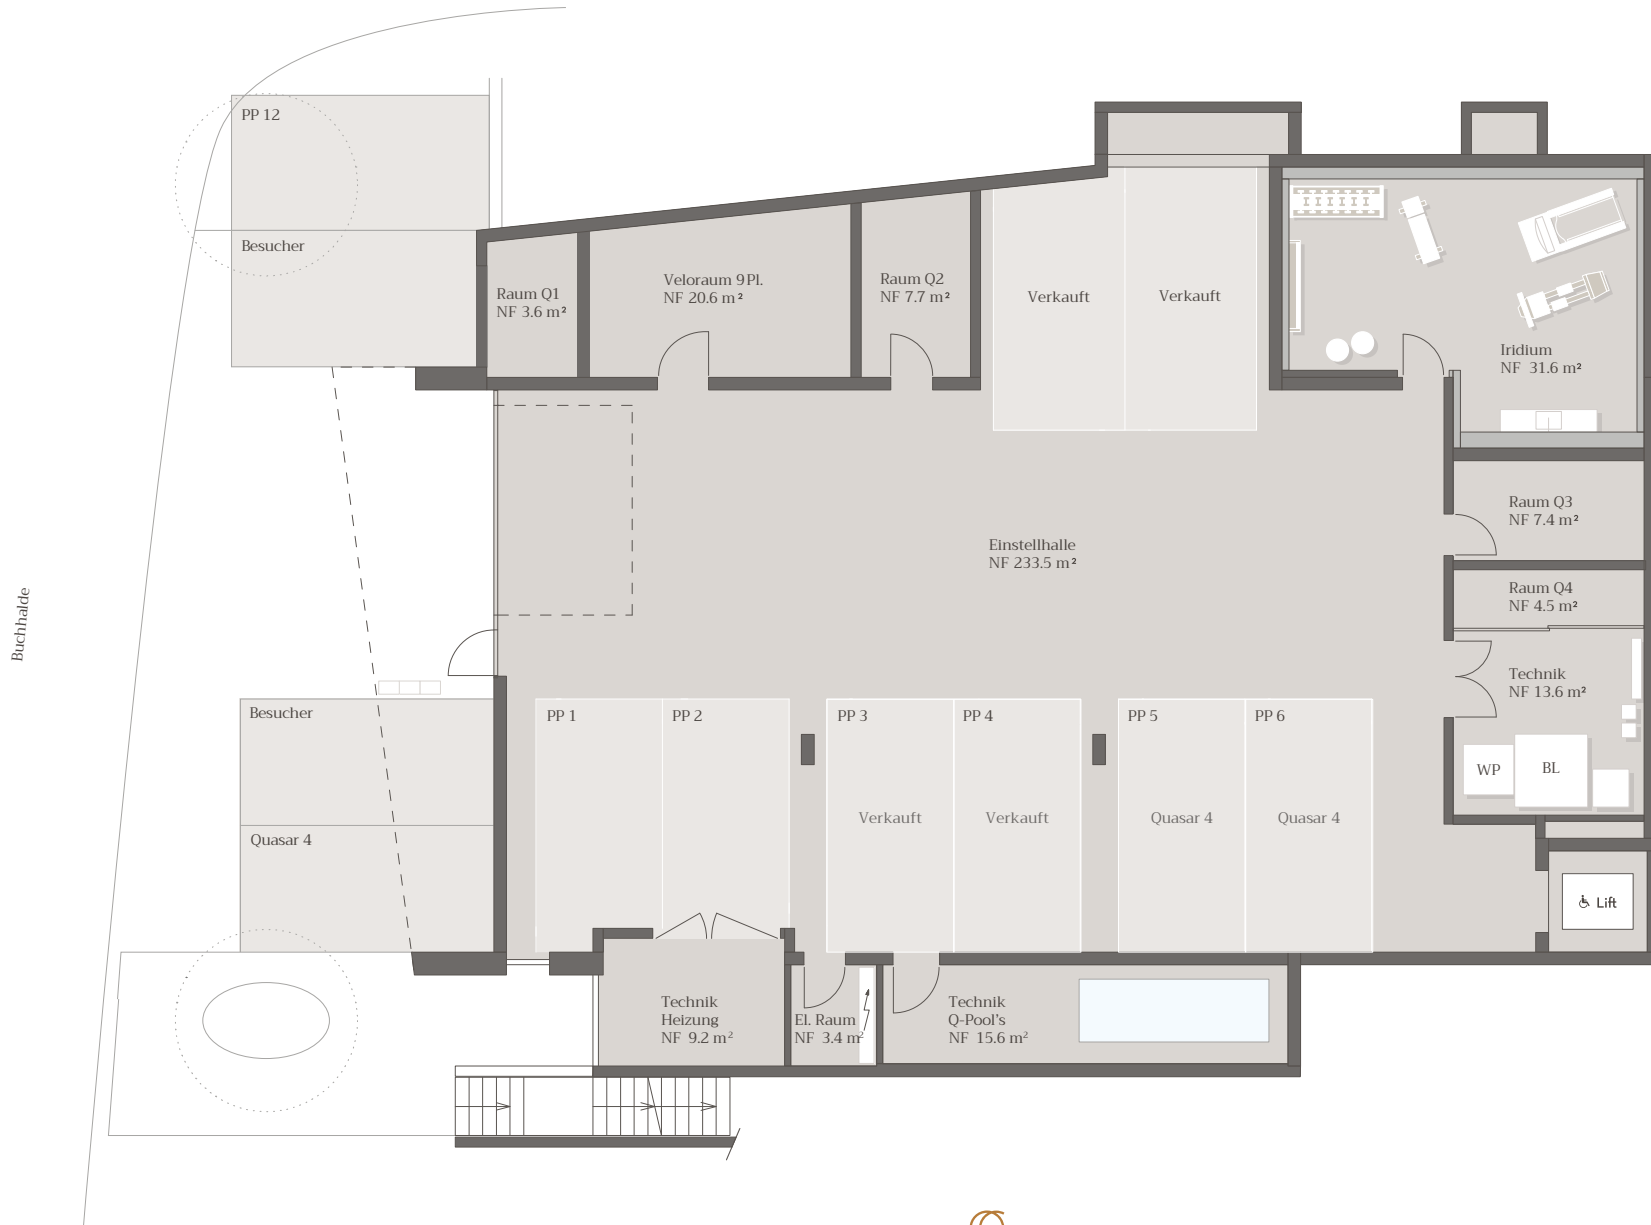 PP 12
Besucher
Raum Q1
NF 3.6 m²
Veloraum 9Pl.
NF 20.6 m²
Raum Q2
NF 7.7 m²
Verkauft
Verkauft
Iridium
NF 31.6 m²
Raum Q3
NF 7.4 m²
Einstellhalle
NF 233.5 m²
Raum Q4
NF 4.5 m²
Buchhalde
Technik
NF 13.6 m²
Besucher
PP 1
PP 2
PP 3
PP 4
PP 5
PP 6
WP
BL
Verkauft
Verkauft
Quasar 4
Quasar 4
Quasar 4
Lift
Technik
Heizung
NF 9.2 m²
El. Raum
NF 3.4 m²
Technik
Q-Pool's
NF 15.6 m²